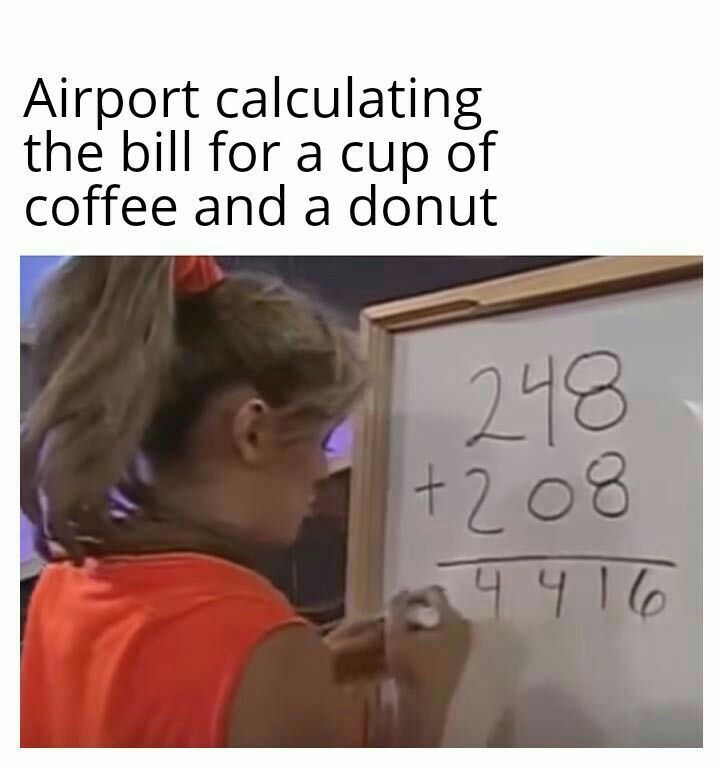 Airport calculating
the bill for a cup of
coffee and a donut
248
+208
4416